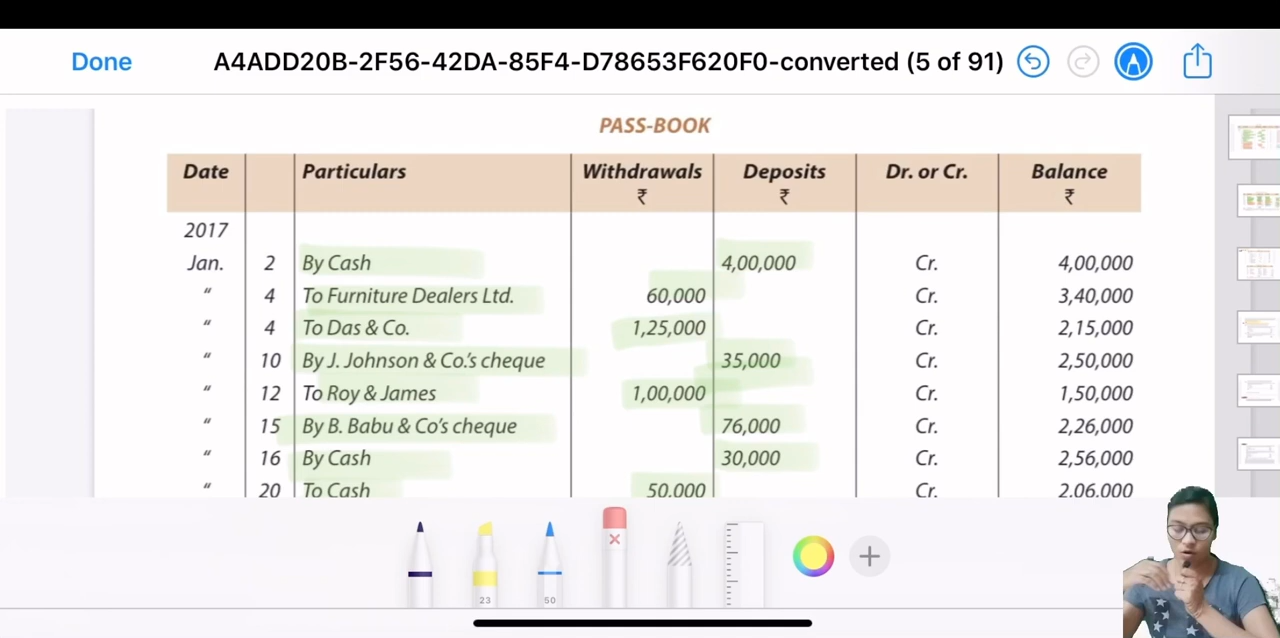 Done A4ADD20B-2F56-42DA-85F4-D78653F620F0-converted (5 of 91)
PASS-BOOK
Date Particulars Withdrawals Deposits Dr. or Cr. Balance
₹ ₹ ₹
2017
Jan. 2 By Cash 4,00,000 Cr. 4,00,000
" 4 To Furniture Dealers Ltd. 60,000 Cr. 3,40,000
" 4 To Das & Co. 1,25,000 Cr. 2,15,000
" 10 By J. Johnson & Co.'s cheque 35,000 Cr. 2,50,000
" 12 To Roy & James 1,00,000 Cr. 1,50,000
" 15 By B. Babu & Co's cheque 76,000 Cr. 2,26,000
" 16 By Cash 30,000 Cr. 2,56,000
" 20 To Cash 50,000 Cr. 2,06,000
23 50